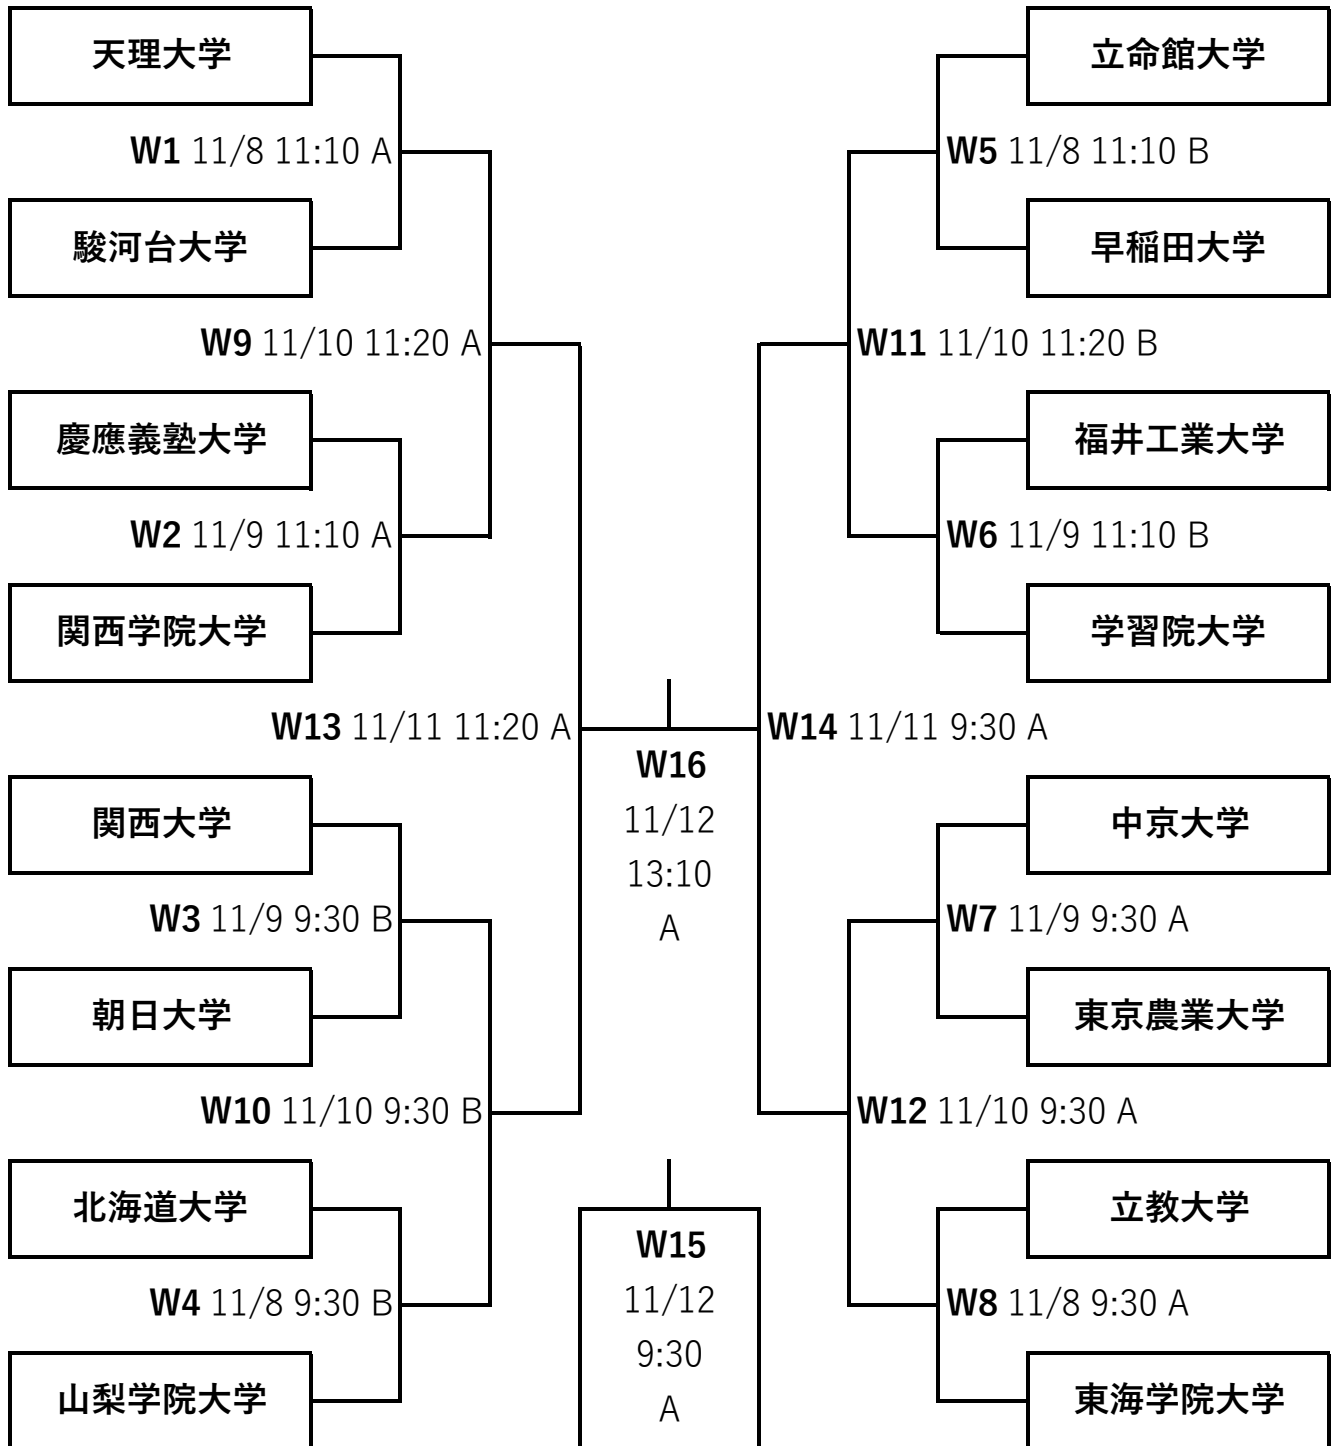 天理大学
W1 11/8 11:10 A
駿河台大学
W9 11/10 11:20 A
慶應義塾大学
W2 11/9 11:10 A
関西学院大学
W13 11/11 11:20 A
関西大学
W3 11/9 9:30 B
朝日大学
W10 11/10 9:30 B
北海道大学
W4 11/8 9:30 B
山梨学院大学
W16
11/12
13:10
A
W15
11/12
9:30
A
立命館大学
W5 11/8 11:10 B
早稲田大学
W11 11/10 11:20 B
福井工業大学
W6 11/9 11:10 B
学習院大学
W14 11/11 9:30 A
中京大学
W7 11/9 9:30 A
東京農業大学
W12 11/10 9:30 A
立教大学
W8 11/8 9:30 A
東海学院大学